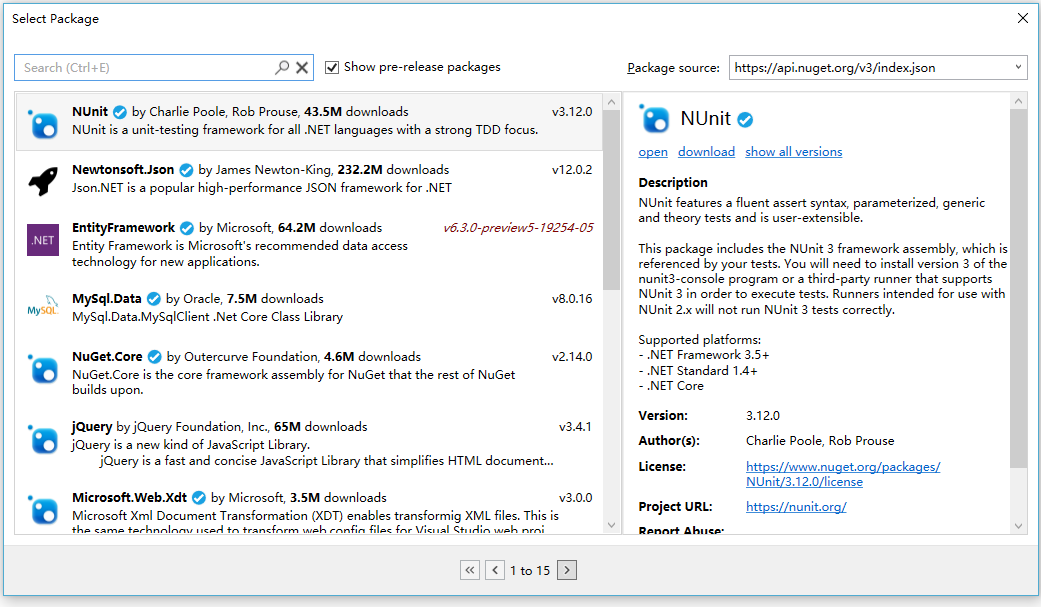 Select Package
Search (Ctrl+E)
Show pre-release packages
Package source:
https://api.nuget.org/v3/index.json
NUnit by Charlie Poole, Rob Prouse, 43.5M downloads v3.12.0
NUnit is a unit-testing framework for all .NET languages with a strong TDD focus.
Newtonsoft.Json by James Newton-King, 232.2M downloads v12.0.2
Json.NET is a popular high-performance JSON framework for .NET
.NET
EntityFramework by Microsoft, 64.2M downloads v6.3.0-preview5-19254-05
Entity Framework is Microsoft's recommended data access
technology for new applications.
MySQL
MySql.Data by Oracle, 7.5M downloads v8.0.16
MySql.Data.MySqlClient .Net Core Class Library
NuGet.Core by Outercurve Foundation, 4.6M downloads v2.14.0
NuGet.Core is the core framework assembly for NuGet that the rest of NuGet
builds upon.
jQuery by jQuery Foundation, Inc., 65M downloads v3.4.1
jQuery is a new kind of JavaScript Library.
jQuery is a fast and concise JavaScript Library that simplifies HTML document...
Microsoft.Web.Xdt by Microsoft, 3.5M downloads v3.0.0
Microsoft Xml Document Transformation (XDT) enables transformig XML files. This is
the same technology used to transform web.config files for Visual Studio web proj
NUnit
open download show all versions
Description
NUnit features a fluent assert syntax, parameterized, generic
and theory tests and is user-extensible.
This package includes the NUnit 3 framework assembly, which is
referenced by your tests. You will need to install version 3 of the
nunit3-console program or a third-party runner that supports
NUnit 3 in order to execute tests. Runners intended for use with
NUnit 2.x will not run NUnit 3 tests correctly.
Supported platforms:
- .NET Framework 3.5+
- .NET Standard 1.4+
- .NET Core
Version: 3.12.0
Author(s): Charlie Poole, Rob Prouse
License: https://www.nuget.org/packages/
NUnit/3.12.0/license
Project URL: https://nunit.org/
Report Abuse:
1 to 15